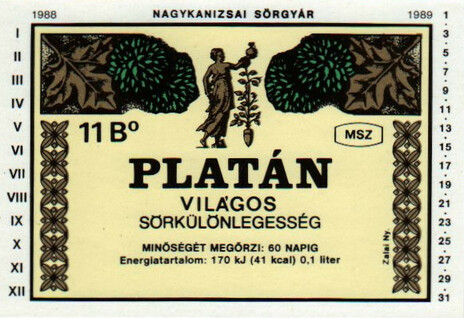 1988 NAGYKANIZSAI SÖRGYÁR 1989
I
II
III
IV
V
VI
VII
VIII
IX
X
XI
XII
11 B°
MSZ
PLATÁN
VILÁGOS
SÖRKÜLÖNLEGESSÉG
MINŐSÉGÉT MEGŐRZI: 60 NAPIG
Energiatartalom: 170 kJ (41 kcal) 0,1 liter
Zalai Ny.
1
3
5
7
9
11
13
15
17
19
21
23
25
27
29
31